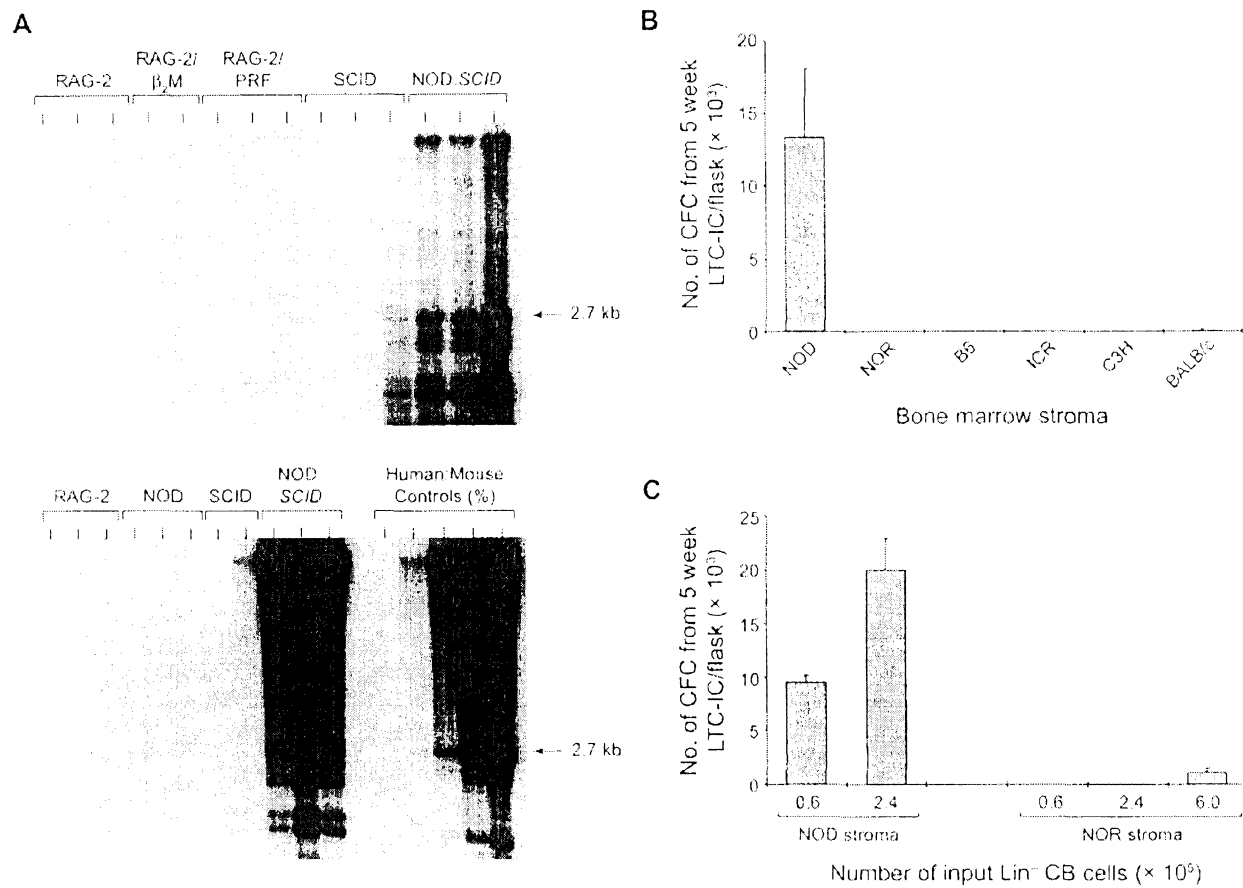 A
RAG-2
RAG-2/
β₂M
RAG-2/
PRF
SCID
NOD.SCID
2.7 kb
RAG-2
NOD
SCID
NOD
SCID
Human:Mouse
Controls (%)
2.7 kb
B
No. of CFC from 5 week
LTC-IC/flask (× 10³)
20
15
10
5
0
NOD
NOR
B6
ICR
C3H
BALB/c
Bone marrow stroma
C
No. of CFC from 5 week
LTC-IC/flask (× 10³)
25
20
15
10
5
0
0.6
2.4
0.6
2.4
6.0
NOD stroma
NOR stroma
Number of input Lin⁻ CB cells (× 10⁵)